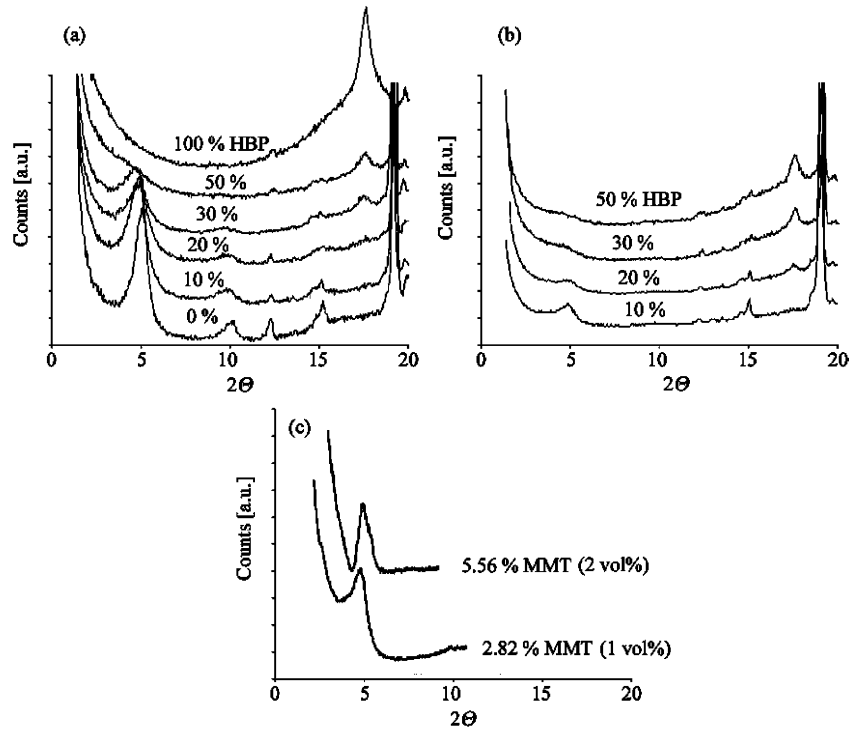 (a)
Counts [a.u.]
100 % HBP
50 %
30 %
20 %
10 %
0 %
0 5 10 15 20
2Θ
(b)
Counts [a.u.]
50 % HBP
30 %
20 %
10 %
0 5 10 15 20
2Θ
(c)
Counts [a.u.]
5.56 % MMT (2 vol%)
2.82 % MMT (1 vol%)
0 5 10 15 20
2Θ